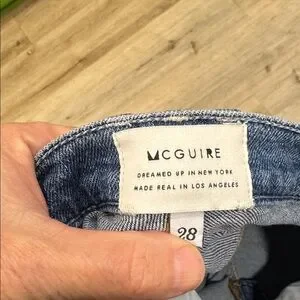 MCGUIRE
DREAMED UP IN NEW YORK
MADE REAL IN LOS ANGELES
28